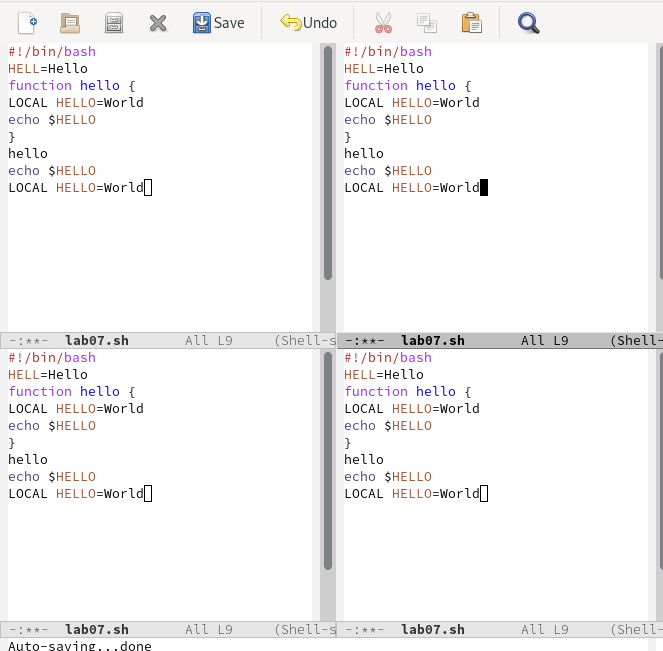 Save Undo
#!/bin/bash
HELL=Hello
function hello {
LOCAL HELLO=World
echo $HELLO
}
hello
echo $HELLO
LOCAL HELLO=World
-:**- lab07.sh All L9 (Shell-s
#!/bin/bash
HELL=Hello
function hello {
LOCAL HELLO=World
echo $HELLO
}
hello
echo $HELLO
LOCAL HELLO=World
-:**- lab07.sh All L9 (Shell-
#!/bin/bash
HELL=Hello
function hello {
LOCAL HELLO=World
echo $HELLO
}
hello
echo $HELLO
LOCAL HELLO=World
-:**- lab07.sh All L9 (Shell-s
#!/bin/bash
HELL=Hello
function hello {
LOCAL HELLO=World
echo $HELLO
}
hello
echo $HELLO
LOCAL HELLO=World
-:**- lab07.sh All L9 (Shell-
Auto-saving...done